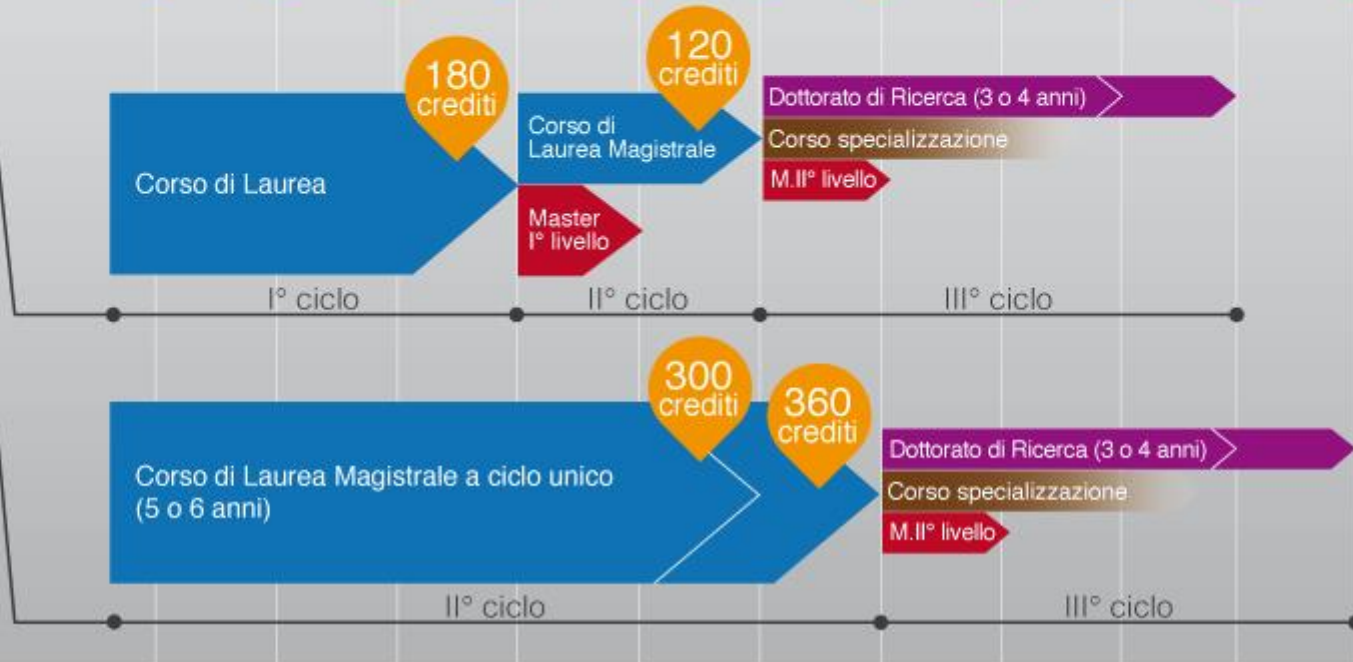 180
crediti
120
crediti
Corso di Laurea
Corso di
Laurea Magistrale
Master
I° livello
Dottorato di Ricerca (3 o 4 anni)
Corso specializzazione
M.II° livello
I° ciclo
II° ciclo
III° ciclo
300
crediti
360
crediti
Corso di Laurea Magistrale a ciclo unico
(5 o 6 anni)
Dottorato di Ricerca (3 o 4 anni)
Corso specializzazione
M.II° livello
II° ciclo
III° ciclo